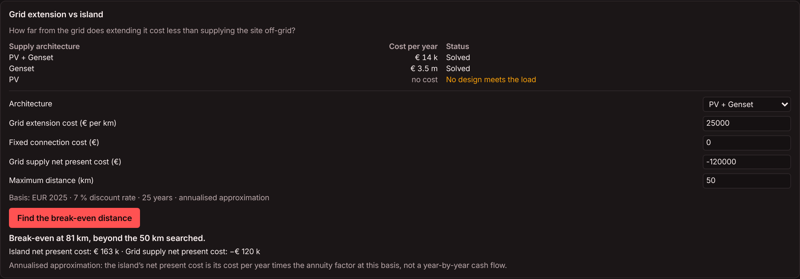 Grid extension vs island
How far from the grid does extending it cost less than supplying the site off-grid?
Supply architecture Cost per year Status
PV + Genset € 14 k Solved
Genset € 3.5 m Solved
PV no cost No design meets the load
Architecture PV + Genset
Grid extension cost (€ per km) 25000
Fixed connection cost (€) 0
Grid supply net present cost (€) -120000
Maximum distance (km) 50
Basis: EUR 2025 · 7 % discount rate · 25 years · annualised approximation
Find the break-even distance
Break-even at 81 km, beyond the 50 km searched.
Island net present cost: € 163 k · Grid supply net present cost: −€ 120 k
Annualised approximation: the island's net present cost is its cost per year times the annuity factor at this basis, not a year-by-year cash flow.